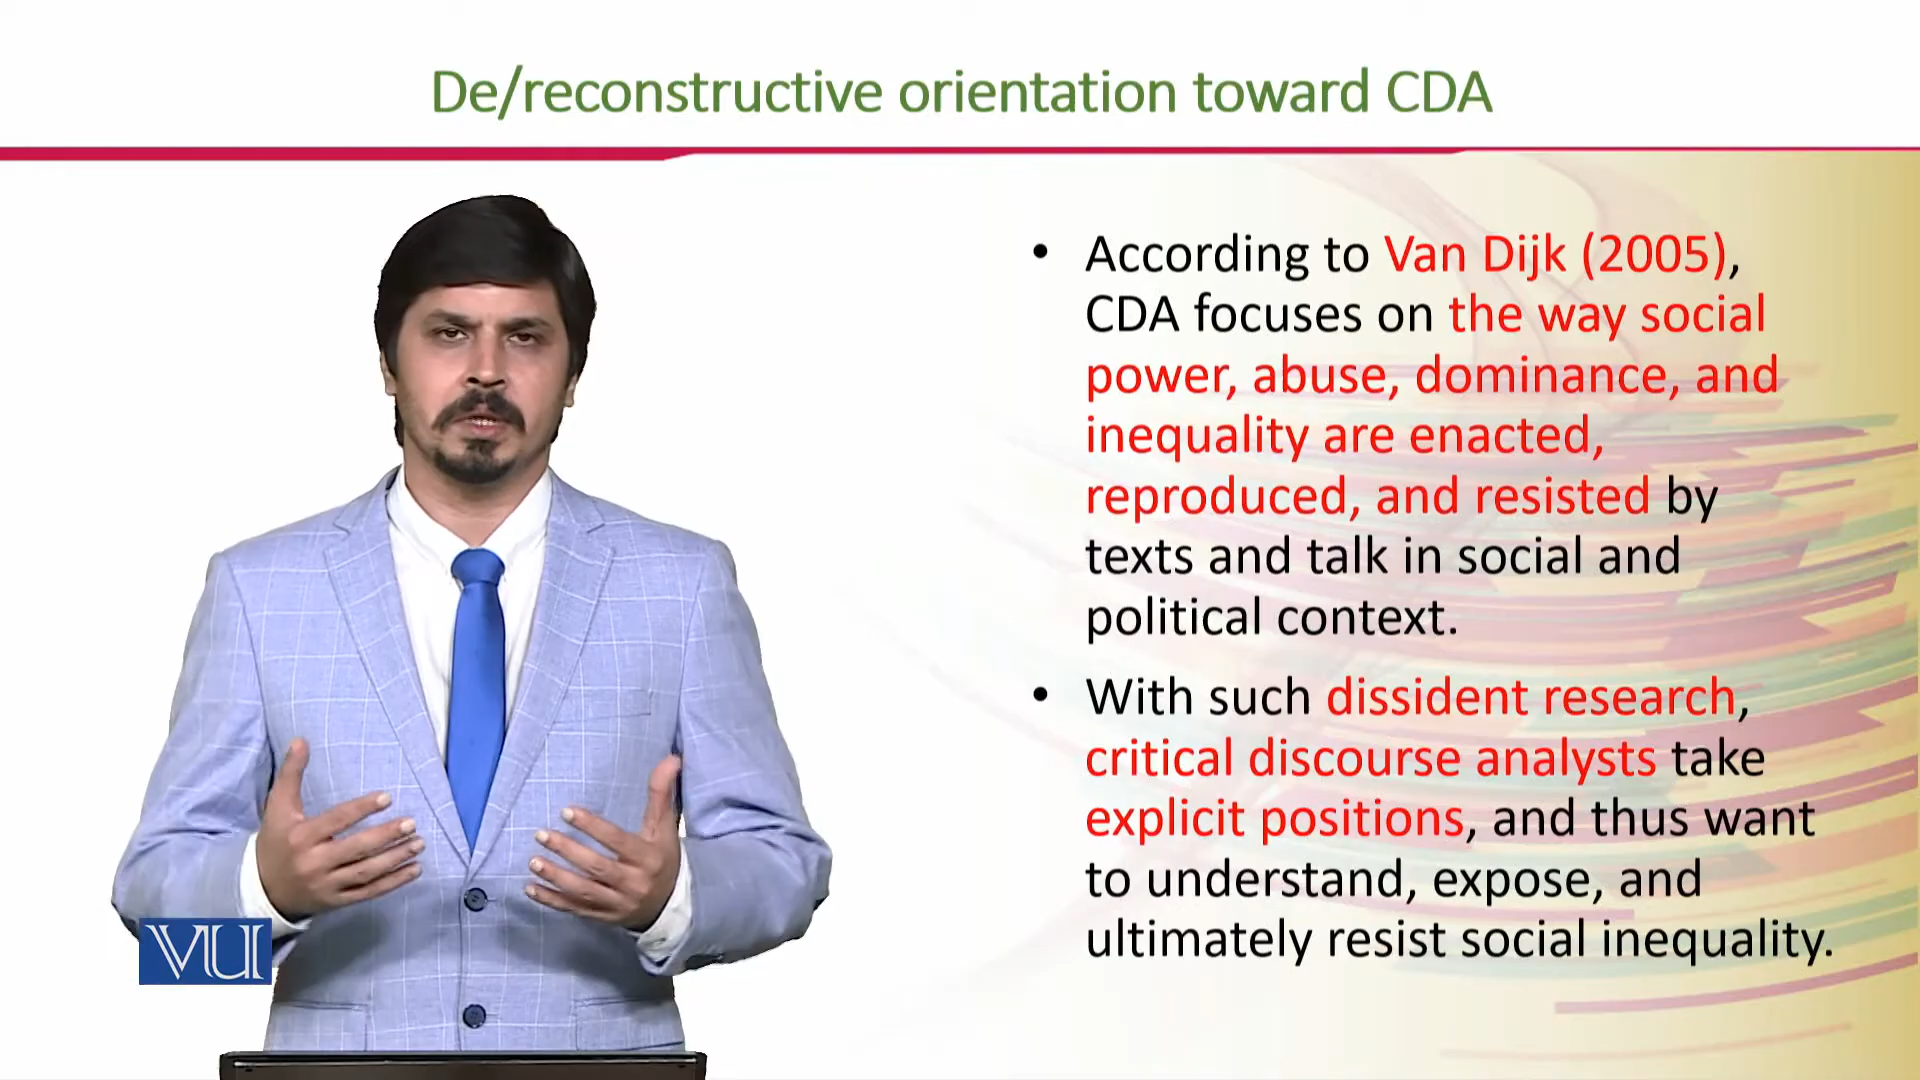 De/reconstructive orientation toward CDA
• According to Van Dijk (2005),
CDA focuses on the way social
power, abuse, dominance, and
inequality are enacted,
reproduced, and resisted by
texts and talk in social and
political context.
• With such dissident research,
critical discourse analysts take
explicit positions, and thus want
to understand, expose, and
ultimately resist social inequality.
VU